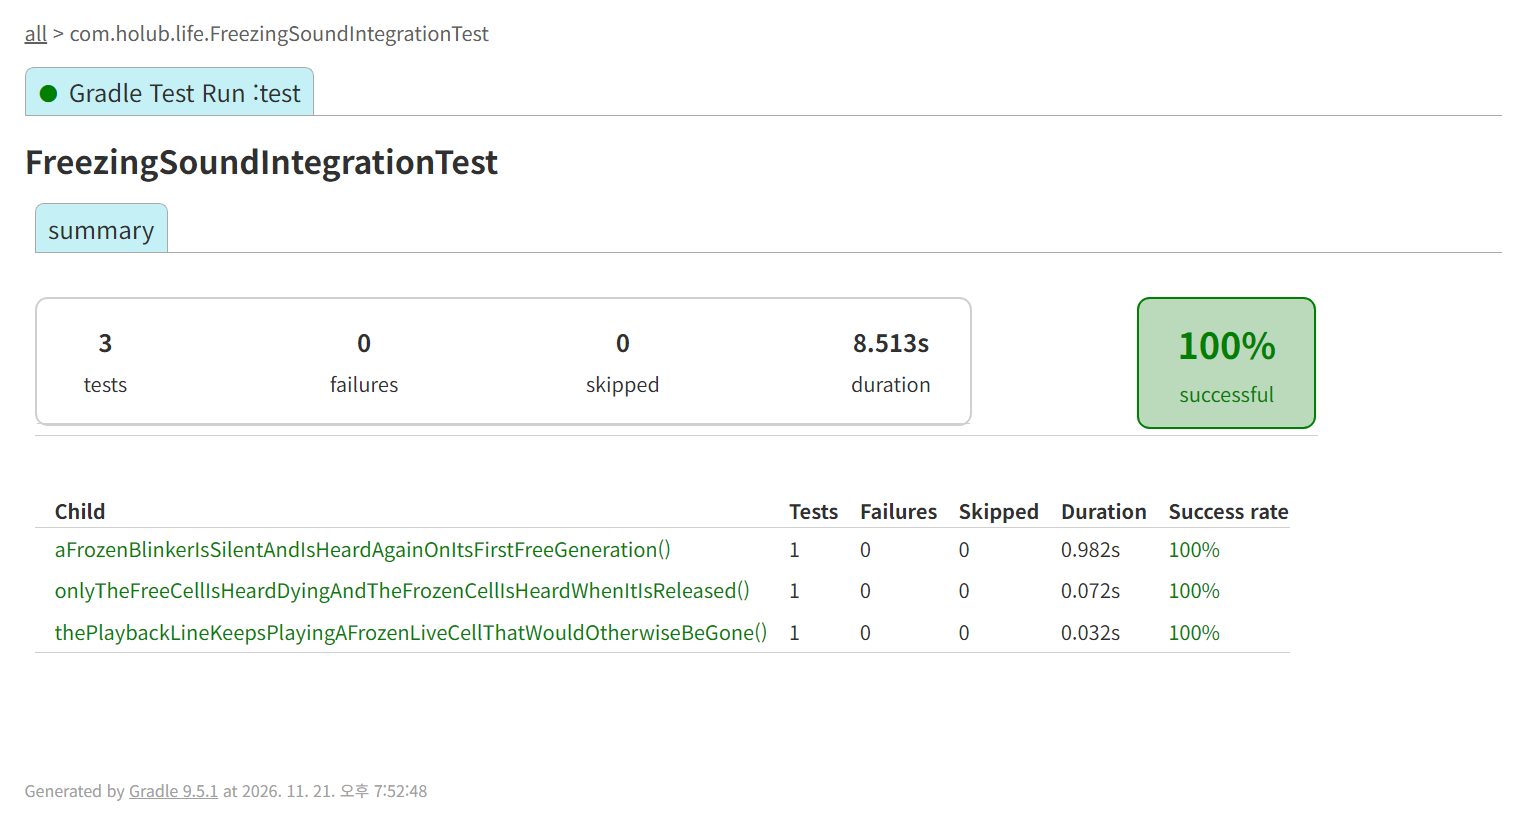 all > com.holub.life.FreezingSoundIntegrationTest
Gradle Test Run :test
FreezingSoundIntegrationTest
summary
3 0 0 8.513s
tests failures skipped duration
100%
successful
Child Tests Failures Skipped Duration Success rate
aFrozenBlinkerIsSilentAndIsHeardAgainOnItsFirstFreeGeneration() 1 0 0 0.982s 100%
onlyTheFreeCellIsHeardDyingAndTheFrozenCellIsHeardWhenItIsReleased() 1 0 0 0.072s 100%
thePlaybackLineKeepsPlayingAFrozenLiveCellThatWouldOtherwiseBeGone() 1 0 0 0.032s 100%
Generated by Gradle 9.5.1 at 2026. 11. 21. 오후 7:52:48